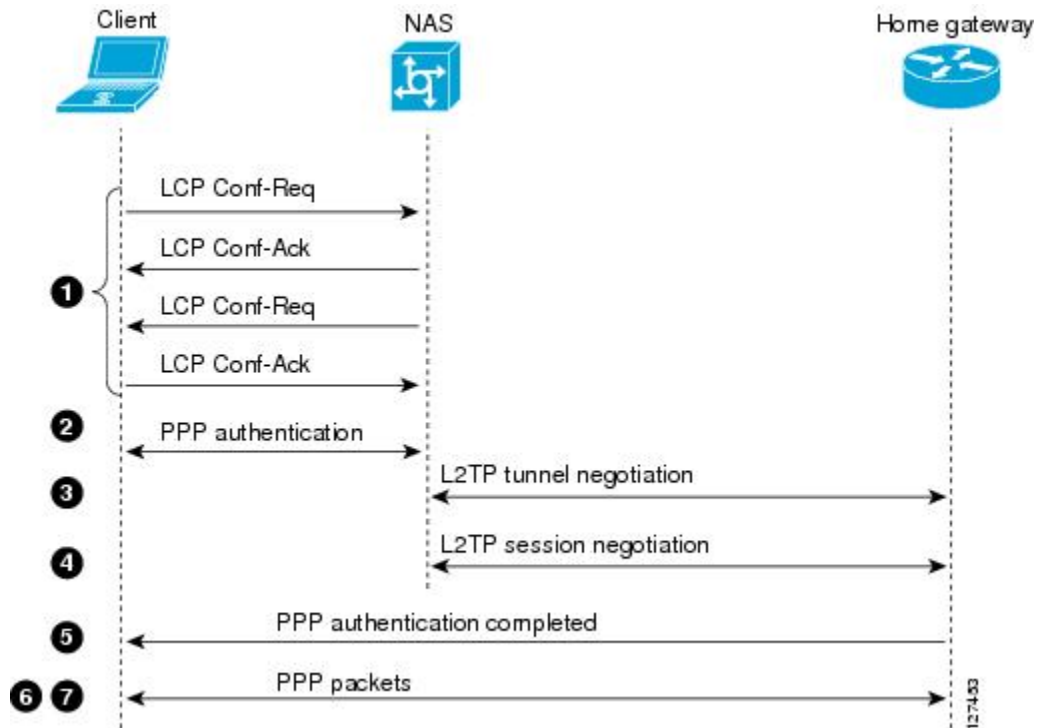 Client
NAS
Home gateway
LCP Conf-Req
LCP Conf-Ack
1
LCP Conf-Req
LCP Conf-Ack
2
PPP authentication
3
L2TP tunnel negotiation
4
L2TP session negotiation
5
PPP authentication completed
6 7
PPP packets
127453